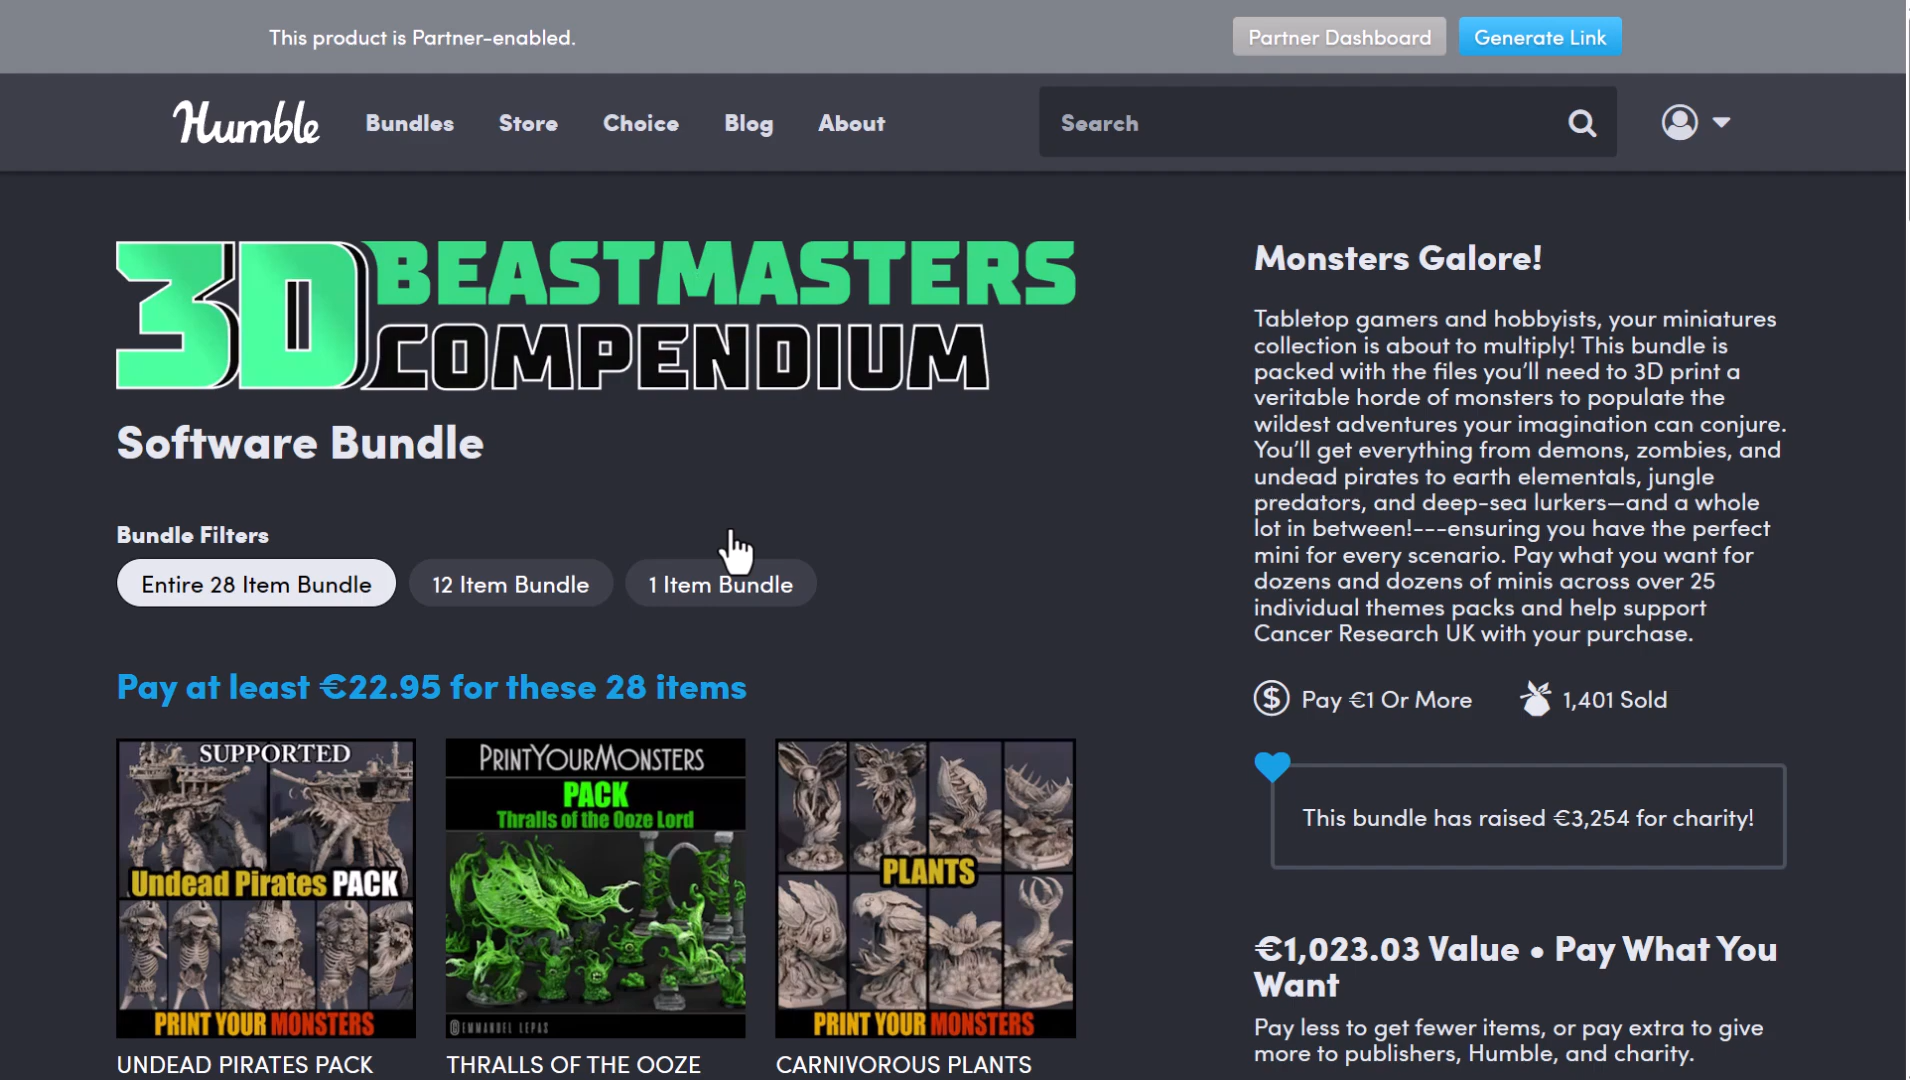 This product is Partner-enabled.
Partner Dashboard
Generate Link
Humble
Bundles
Store
Choice
Blog
About
Search
3D BEASTMASTERS
COMPENDIUM
Software Bundle
Bundle Filters
Entire 28 Item Bundle
12 Item Bundle
1 Item Bundle
Pay at least €22.95 for these 28 items
SUPPORTED
Undead Pirates PACK
PRINT YOUR MONSTERS
UNDEAD PIRATES PACK
PRINTYOURMONSTERS
PACK
Thralls of the Ooze Lord
@EMMANUEL LEPAS
THRALLS OF THE OOZE
PLANTS
PRINT YOUR MONSTERS
CARNIVOROUS PLANTS
Monsters Galore!
Tabletop gamers and hobbyists, your miniatures
collection is about to multiply! This bundle is
packed with the files you’ll need to 3D print a
veritable horde of monsters to populate the
wildest adventures your imagination can conjure.
You’ll get everything from demons, zombies, and
undead pirates to earth elementals, jungle
predators, and deep-sea lurkers—and a whole
lot in between!---ensuring you have the perfect
mini for every scenario. Pay what you want for
dozens and dozens of minis across over 25
individual themes packs and help support
Cancer Research UK with your purchase.
Pay €1 Or More
1,401 Sold
This bundle has raised €3,254 for charity!
€1,023.03 Value • Pay What You
Want
Pay less to get fewer items, or pay extra to give
more to publishers, Humble, and charity.